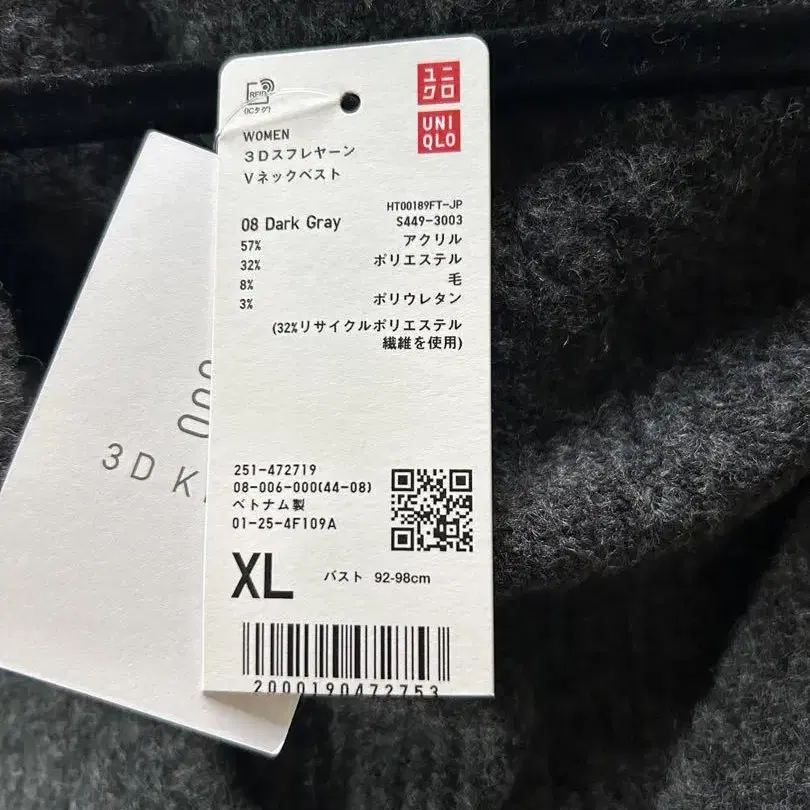 RFID
(ICタグ)
ユニ
クロ
UNI
QLO
WOMEN
3Dスフレヤーン
Vネックベスト
HT00189FT-JP
08 Dark Gray S449-3003
57% アクリル
32% ポリエステル
8% 毛
3% ポリウレタン
(32%リサイクルポリエステル
繊維を使用)
251-472719
08-006-000(44-08)
ベトナム製
01-25-4F109A
XL バスト 92-98cm
2000190472753
3D K